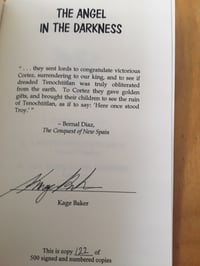 THE ANGEL
IN THE DARKNESS
". . . they sent lords to congratulate victorious
Cortez, surrendering to our king, and to see if
dreaded Tenochtitlan was truly obliterated
from the earth. To Cortez they gave golden
gifts, and brought their children to see the ruin
of Tenochtitlan, as if to say: 'Here once stood
Troy.' "
– Bernal Diaz,
The Conquest of New Spain
Kage Baker
Kage Baker
This is copy 122 of
500 signed and numbered copies